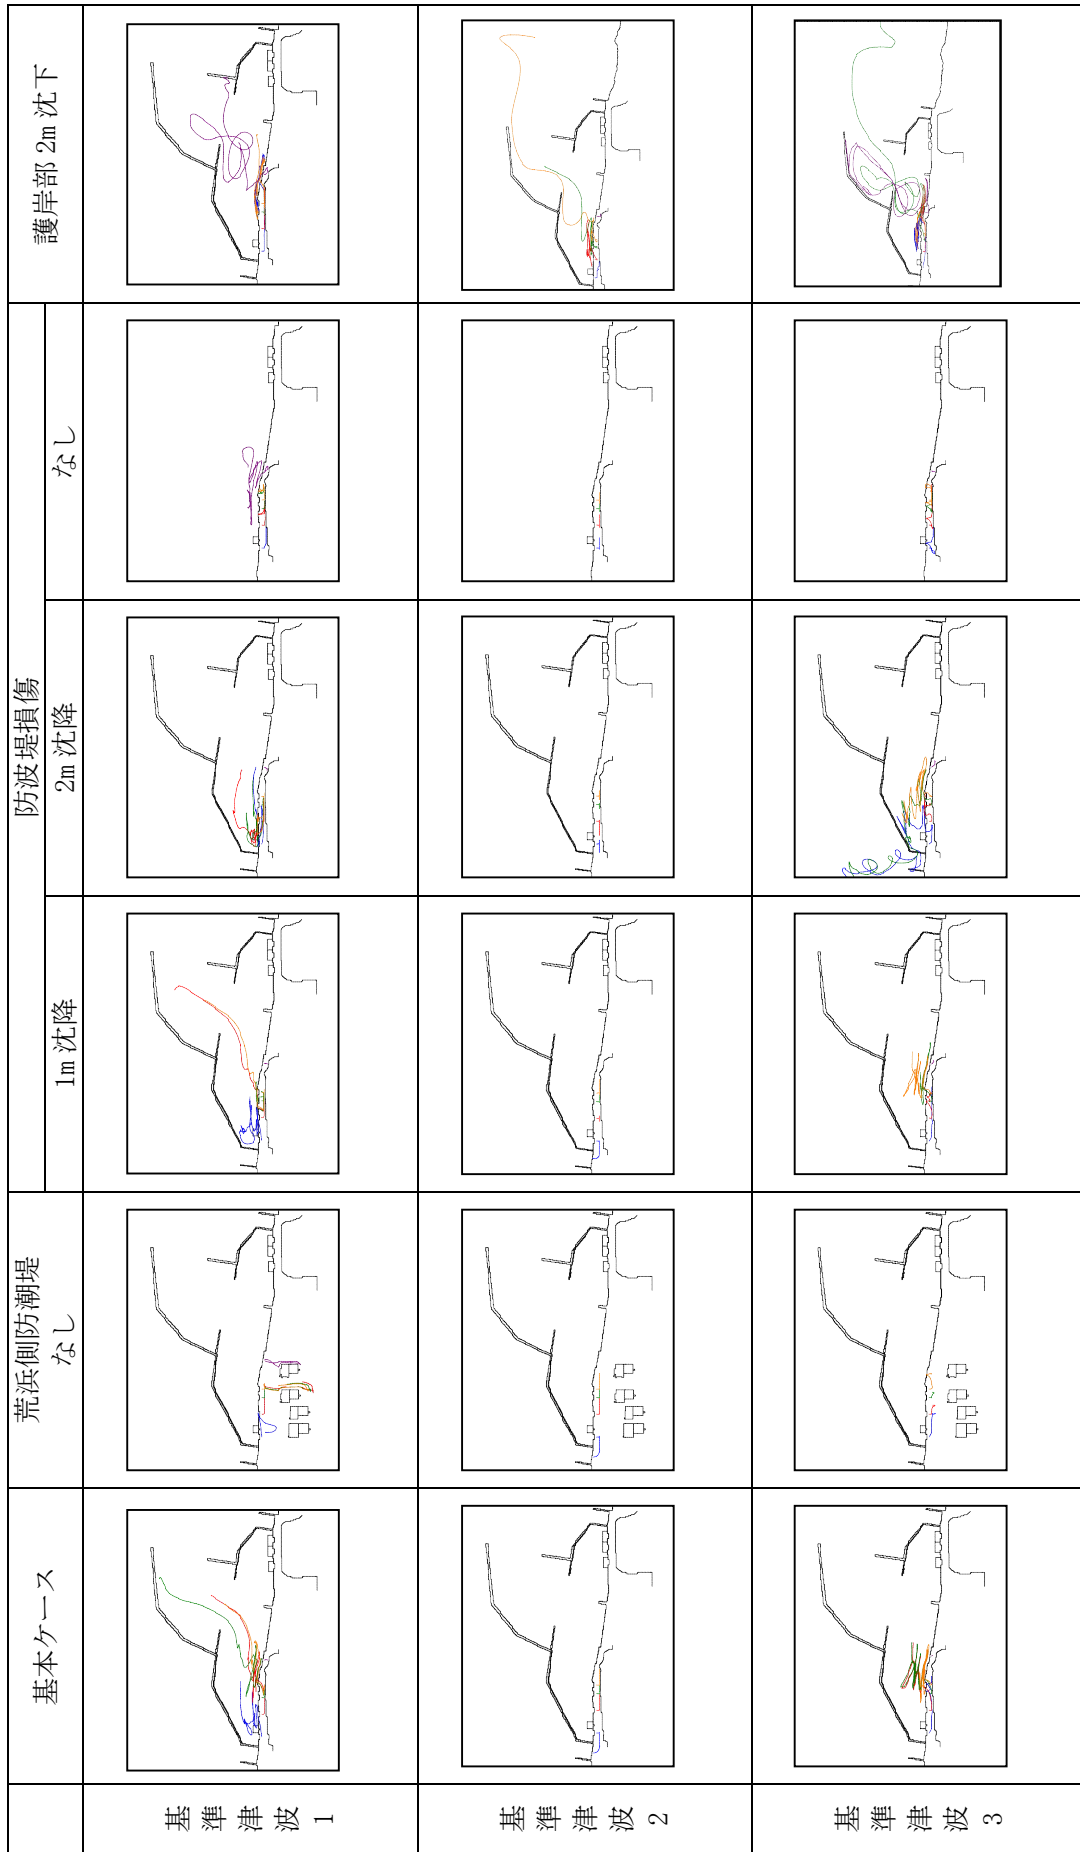 基本ケース
荒浜側防潮堤
なし
防波堤損傷
1m 沈降
2m 沈降
なし
護岸部 2m 沈下
基準津波1
基準津波2
基準津波3